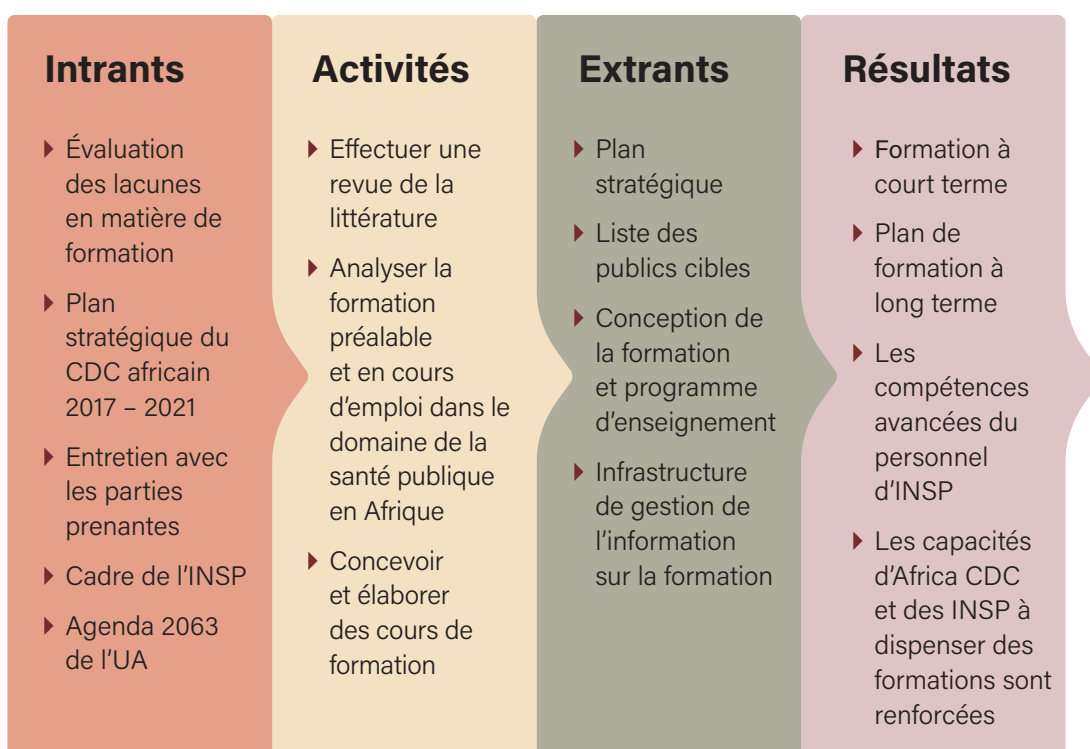 Intrants
Évaluation
des lacunes
en matière de
formation
Plan
stratégique du
CDC africain
2017 – 2021
Entretien avec
les parties
prenantes
Cadre de l'INSP
Agenda 2063
de l'UA
Activités
Effectuer une
revue de la
littérature
Analyser la
formation
préalable
et en cours
d'emploi dans le
domaine de la
santé publique
en Afrique
Concevoir
et élaborer
des cours de
formation
Extrants
Plan
stratégique
Liste des
publics cibles
Conception de
la formation
et programme
d'enseignement
Infrastructure
de gestion de
l'information
sur la formation
Résultats
Formation à
court terme
Plan de
formation à
long terme
Les
compétences
avancées du
personnel
d'INSP
Les capacités
d'Africa CDC
et des INSP à
dispenser des
formations sont
renforcées